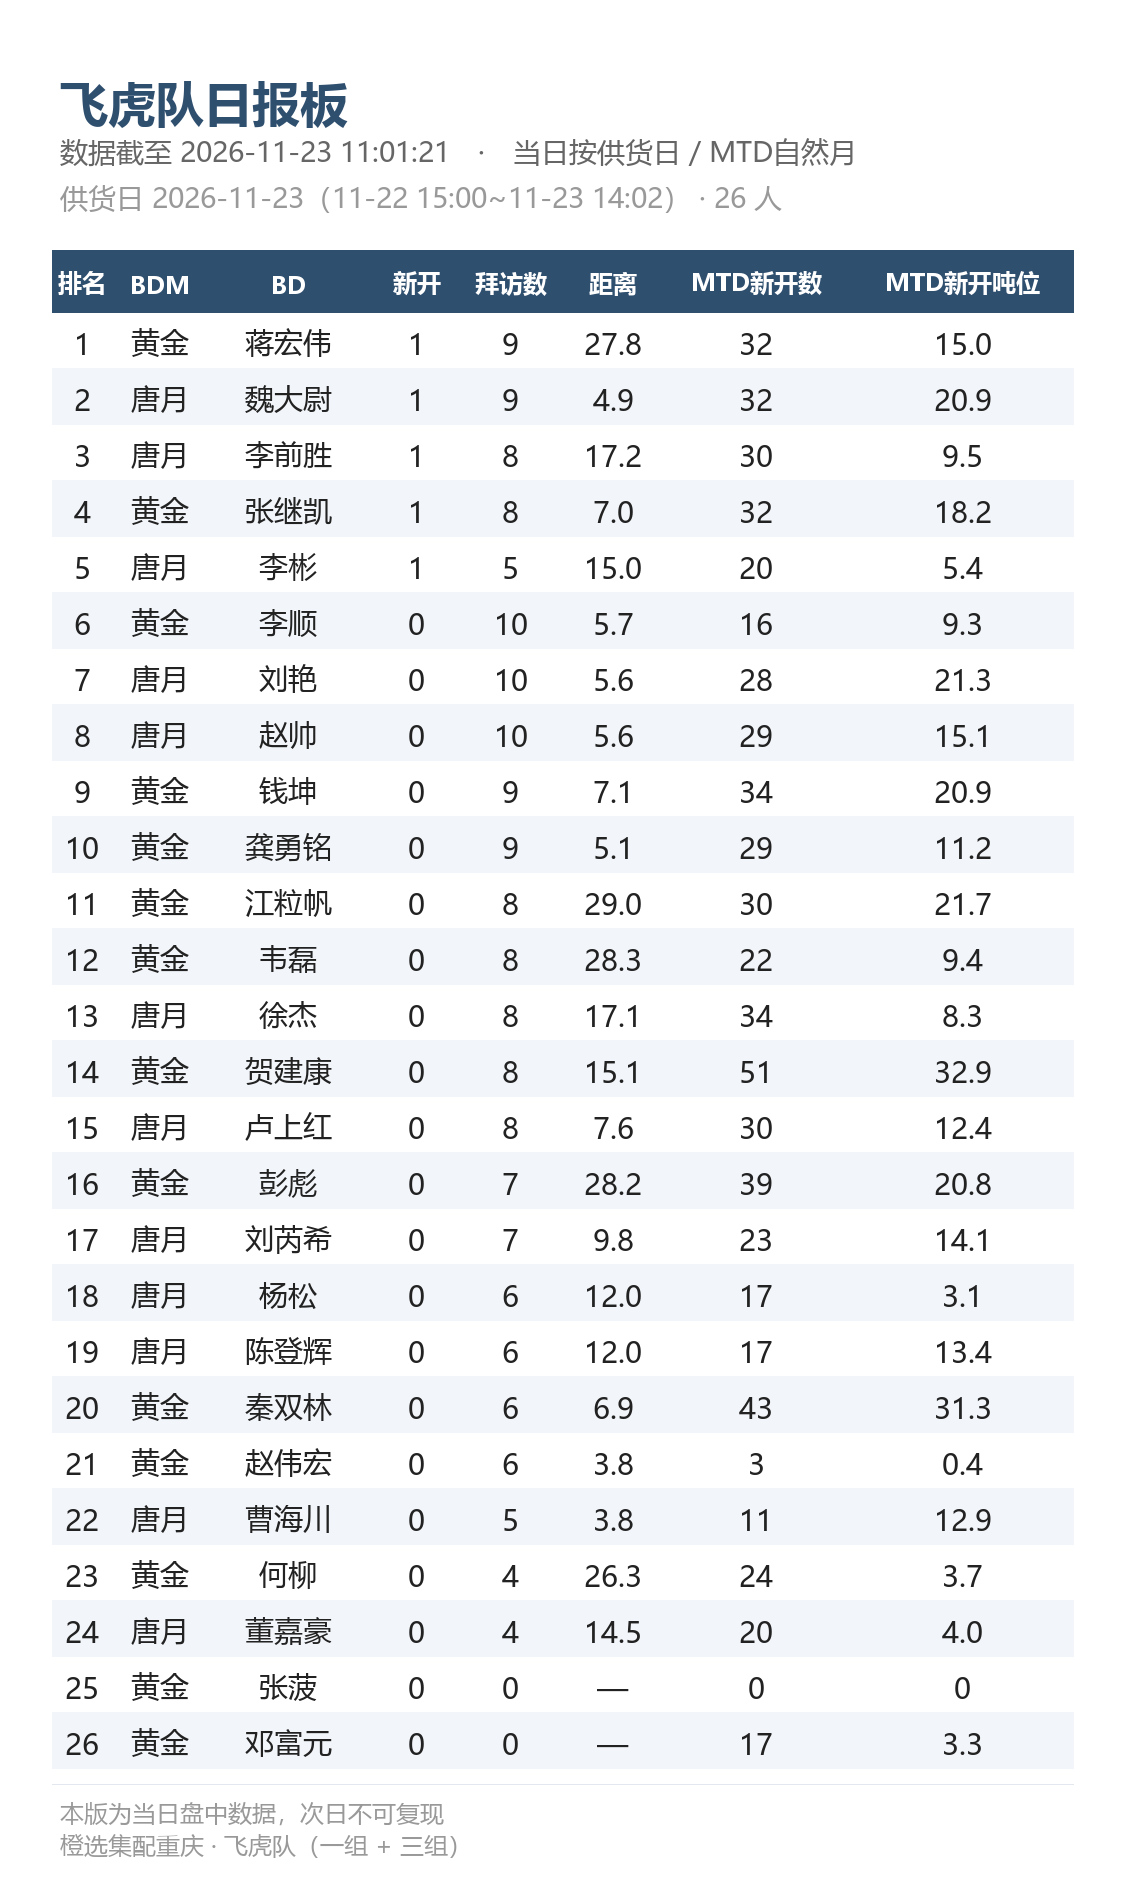 飞虎队日报板
数据截至 2026-11-23 11:01:21 · 当日按供货日 / MTD自然月
供货日 2026-11-23（11-22 15:00~11-23 14:02）· 26 人
排名 BDM BD 新开 拜访数 距离 MTD新开数 MTD新开吨位
1 黄金 蒋宏伟 1 9 27.8 32 15.0
2 唐月 魏大尉 1 9 4.9 32 20.9
3 唐月 李前胜 1 8 17.2 30 9.5
4 黄金 张继凯 1 8 7.0 32 18.2
5 唐月 李彬 1 5 15.0 20 5.4
6 黄金 李顺 0 10 5.7 16 9.3
7 唐月 刘艳 0 10 5.6 28 21.3
8 唐月 赵帅 0 10 5.6 29 15.1
9 黄金 钱坤 0 9 7.1 34 20.9
10 黄金 龚勇铭 0 9 5.1 29 11.2
11 黄金 江粒帆 0 8 29.0 30 21.7
12 黄金 韦磊 0 8 28.3 22 9.4
13 唐月 徐杰 0 8 17.1 34 8.3
14 黄金 贺建康 0 8 15.1 51 32.9
15 唐月 卢上红 0 8 7.6 30 12.4
16 黄金 彭彪 0 7 28.2 39 20.8
17 唐月 刘芮希 0 7 9.8 23 14.1
18 唐月 杨松 0 6 12.0 17 3.1
19 唐月 陈登辉 0 6 12.0 17 13.4
20 黄金 秦双林 0 6 6.9 43 31.3
21 黄金 赵伟宏 0 6 3.8 3 0.4
22 唐月 曹海川 0 5 3.8 11 12.9
23 黄金 何柳 0 4 26.3 24 3.7
24 唐月 董嘉豪 0 4 14.5 20 4.0
25 黄金 张菠 0 0 — 0 0
26 黄金 邓富元 0 0 — 17 3.3
本版为当日盘中数据，次日不可复现
橙选集配重庆 · 飞虎队（一组 + 三组）